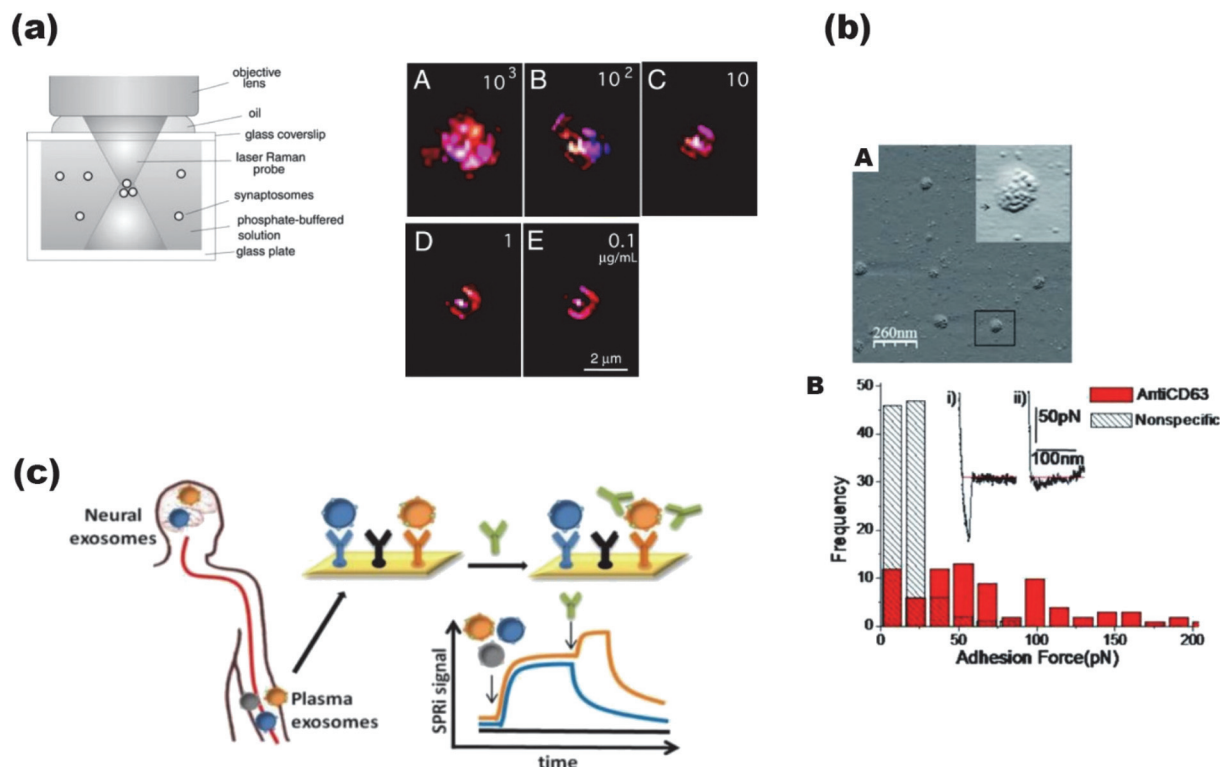 (a)
objective
lens
oil
glass coverslip
laser Raman
probe
synaptosomes
phosphate-buffered
solution
glass plate
A 10³
B 10²
C 10
D 1
E 0.1
µg/mL
2 µm
(b)
A
260nm
B
50
40
30
20
10
0
Frequency
i)
ii)
50pN
100nm
AntiCD63
Nonspecific
0 50 100 150 200
Adhesion Force(pN)
(c)
Neural
exosomes
Plasma
exosomes
SPRi signal
time